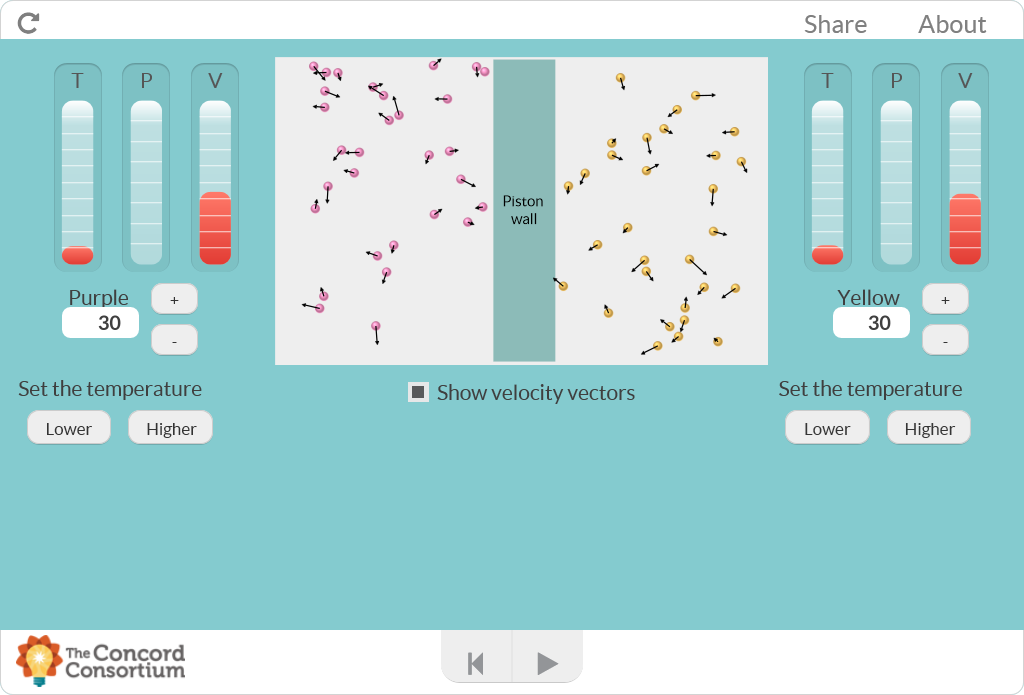 Share About
T P V
T P V
Piston
wall
Purple
30
+
-
Yellow
30
+
-
Set the temperature
Lower Higher
Show velocity vectors
Set the temperature
Lower Higher
The Concord
Consortium